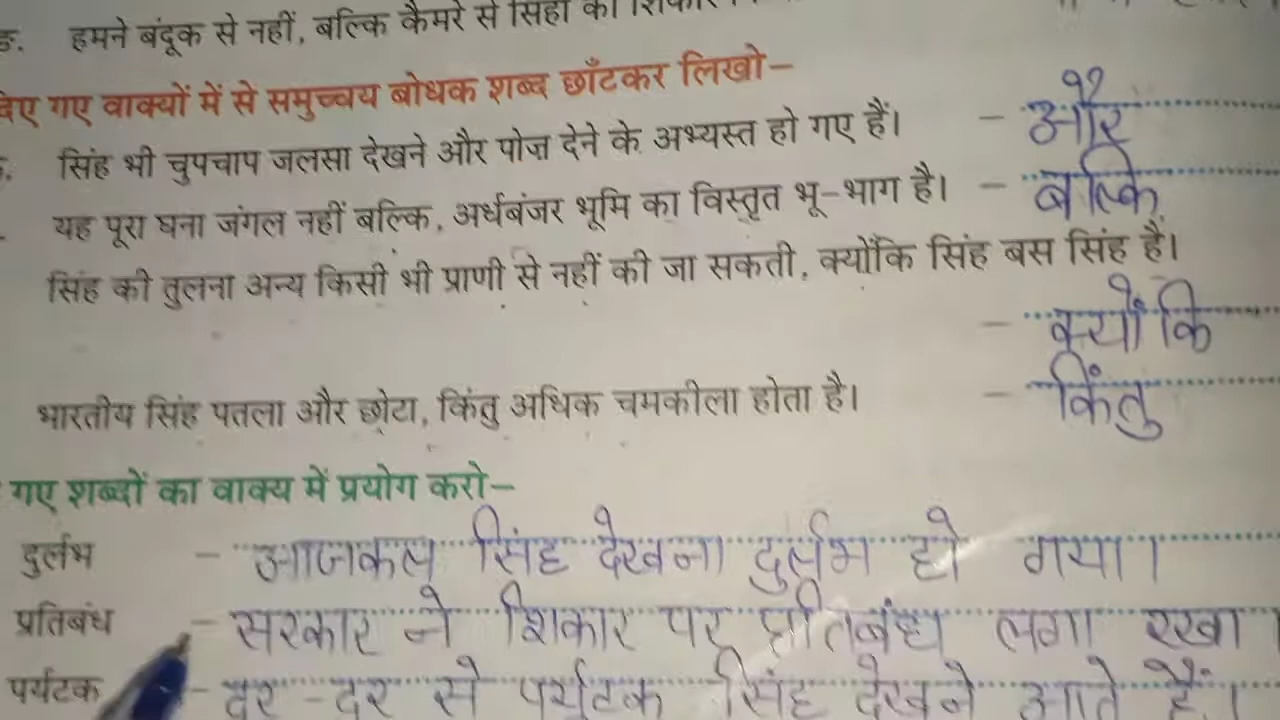 ङ. हमने बंदूक से नहीं, बल्कि कैमरे से सिंहों का
दिए गए वाक्यों में से समुच्चय बोधक शब्द छाँटकर लिखो–
सिंह भी चुपचाप जलसा देखने और पोज़ देने के अभ्यस्त हो गए हैं। – और
यह पूरा घना जंगल नहीं बल्कि, अर्धबंजर भूमि का विस्तृत भू-भाग है। – बल्कि
सिंह की तुलना अन्य किसी भी प्राणी से नहीं की जा सकती, क्योंकि सिंह बस सिंह है।
– क्योंकि
भारतीय सिंह पतला और छोटा, किंतु अधिक चमकीला होता है। – किंतु
गए शब्दों का वाक्य में प्रयोग करो–
दुर्लभ – आजकल सिंह देखना दुर्लभ हो गया।
प्रतिबंध – सरकार ने शिकार पर प्रतिबंध लगा रखा
पर्यटक – दूर-दूर से पर्यटक सिंह देखने आते हैं।